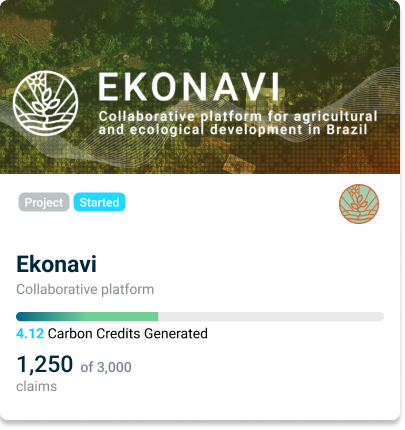 EKONAVI
Collaborative platform for agricultural
and ecological development in Brazil
Project Started
Ekonavi
Collaborative platform
4.12 Carbon Credits Generated
1,250 of 3,000
claims